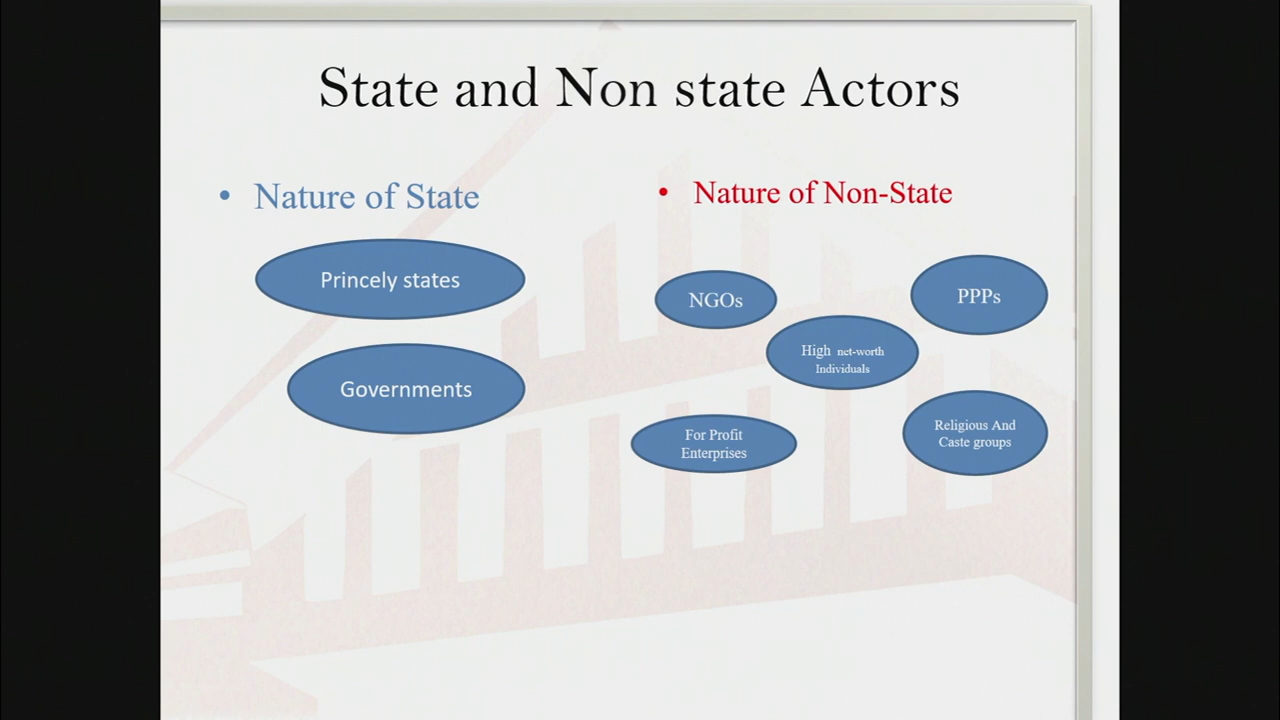 State and Non state Actors
• Nature of State
Princely states
Governments
• Nature of Non-State
NGOs
PPPs
High net-worth
Individuals
For Profit
Enterprises
Religious And
Caste groups